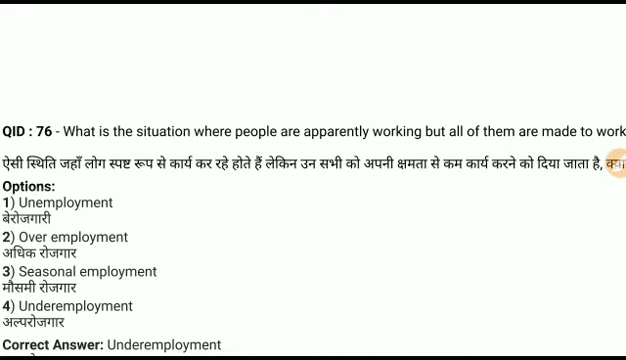 QID : 76 - What is the situation where people are apparently working but all of them are made to work
ऐसी स्थिति जहाँ लोग स्पष्ट रूप से कार्य कर रहे होते हैं लेकिन उन सभी को अपनी क्षमता से कम कार्य करने को दिया जाता है,
Options:
1) Unemployment
बेरोजगारी
2) Over employment
अधिक रोजगार
3) Seasonal employment
मौसमी रोजगार
4) Underemployment
अल्परोजगार
Correct Answer: Underemployment